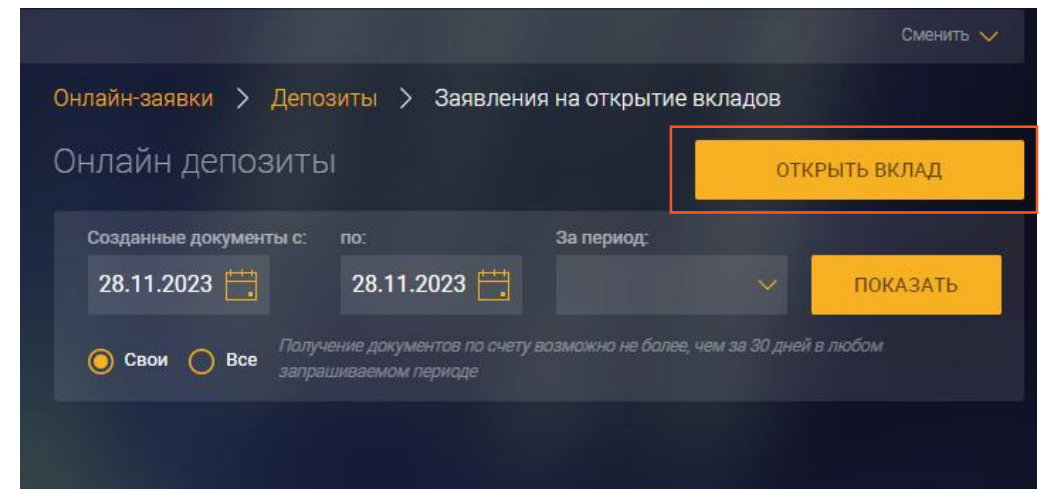 Сменить
Онлайн-заявки > Депозиты > Заявления на открытие вкладов
Онлайн депозиты
ОТКРЫТЬ ВКЛАД
Созданные документы с: по: За период:
28.11.2023 28.11.2023 ПОКАЗАТЬ
Свои Все
Получение документов по счету возможно не более, чем за 30 дней в любом
запрашиваемом периоде